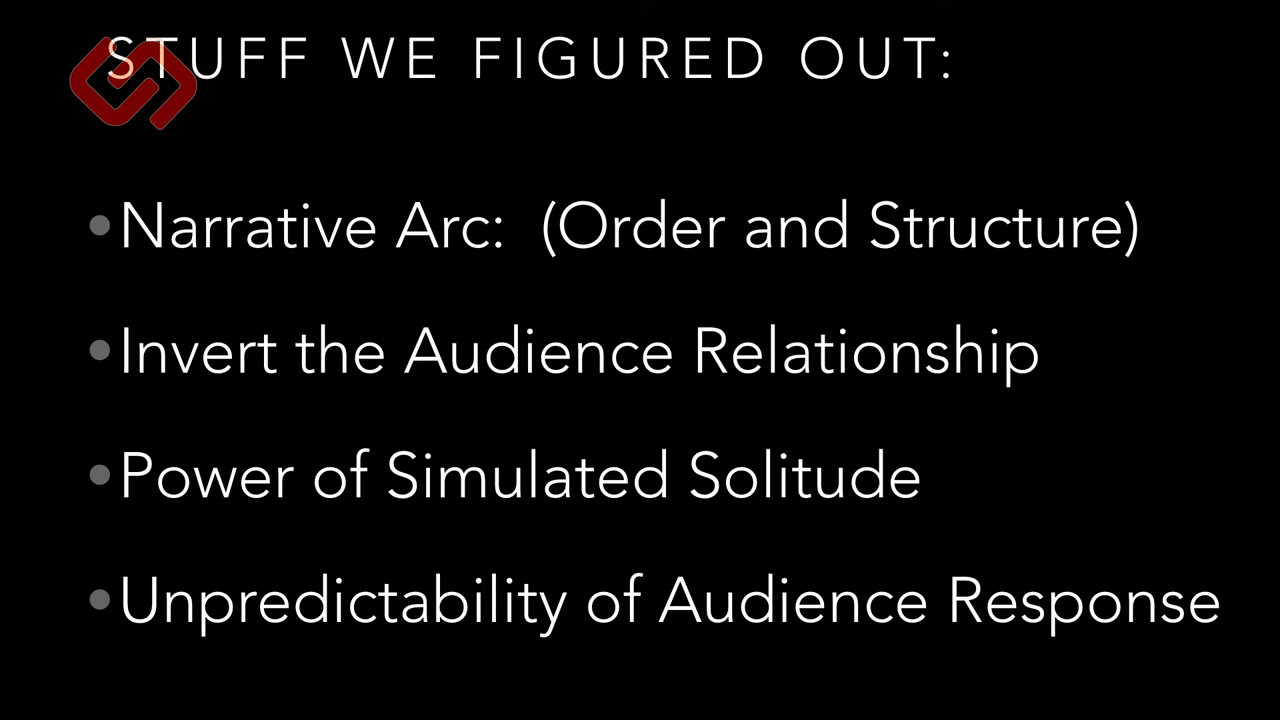 STUFF WE FIGURED OUT:
•Narrative Arc: (Order and Structure)
•Invert the Audience Relationship
•Power of Simulated Solitude
•Unpredictability of Audience Response